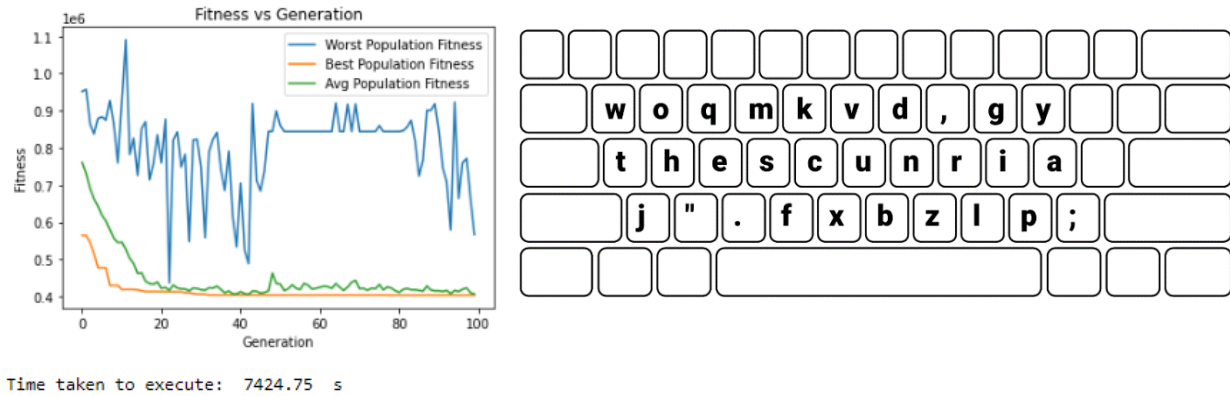 Fitness vs Generation
1e6
1.1
1.0
0.9
0.8
0.7
0.6
0.5
0.4
Fitness
Worst Population Fitness
Best Population Fitness
Avg Population Fitness
0 20 40 60 80 100
Generation
w o q m k v d , g y
t h e s c u n r i a
j " . f x b z l p ;
Time taken to execute: 7424.75 s